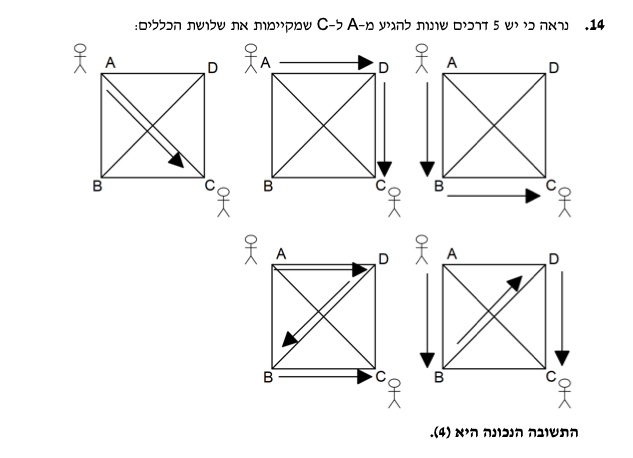 14. נראה כי יש 5 דרכים שונות להגיע מ-A ל-C שמקיימות את שלושת הכללים:
A D A D A D
B C B C B C
A D A D
B C B C
התשובה הנכונה היא (4).